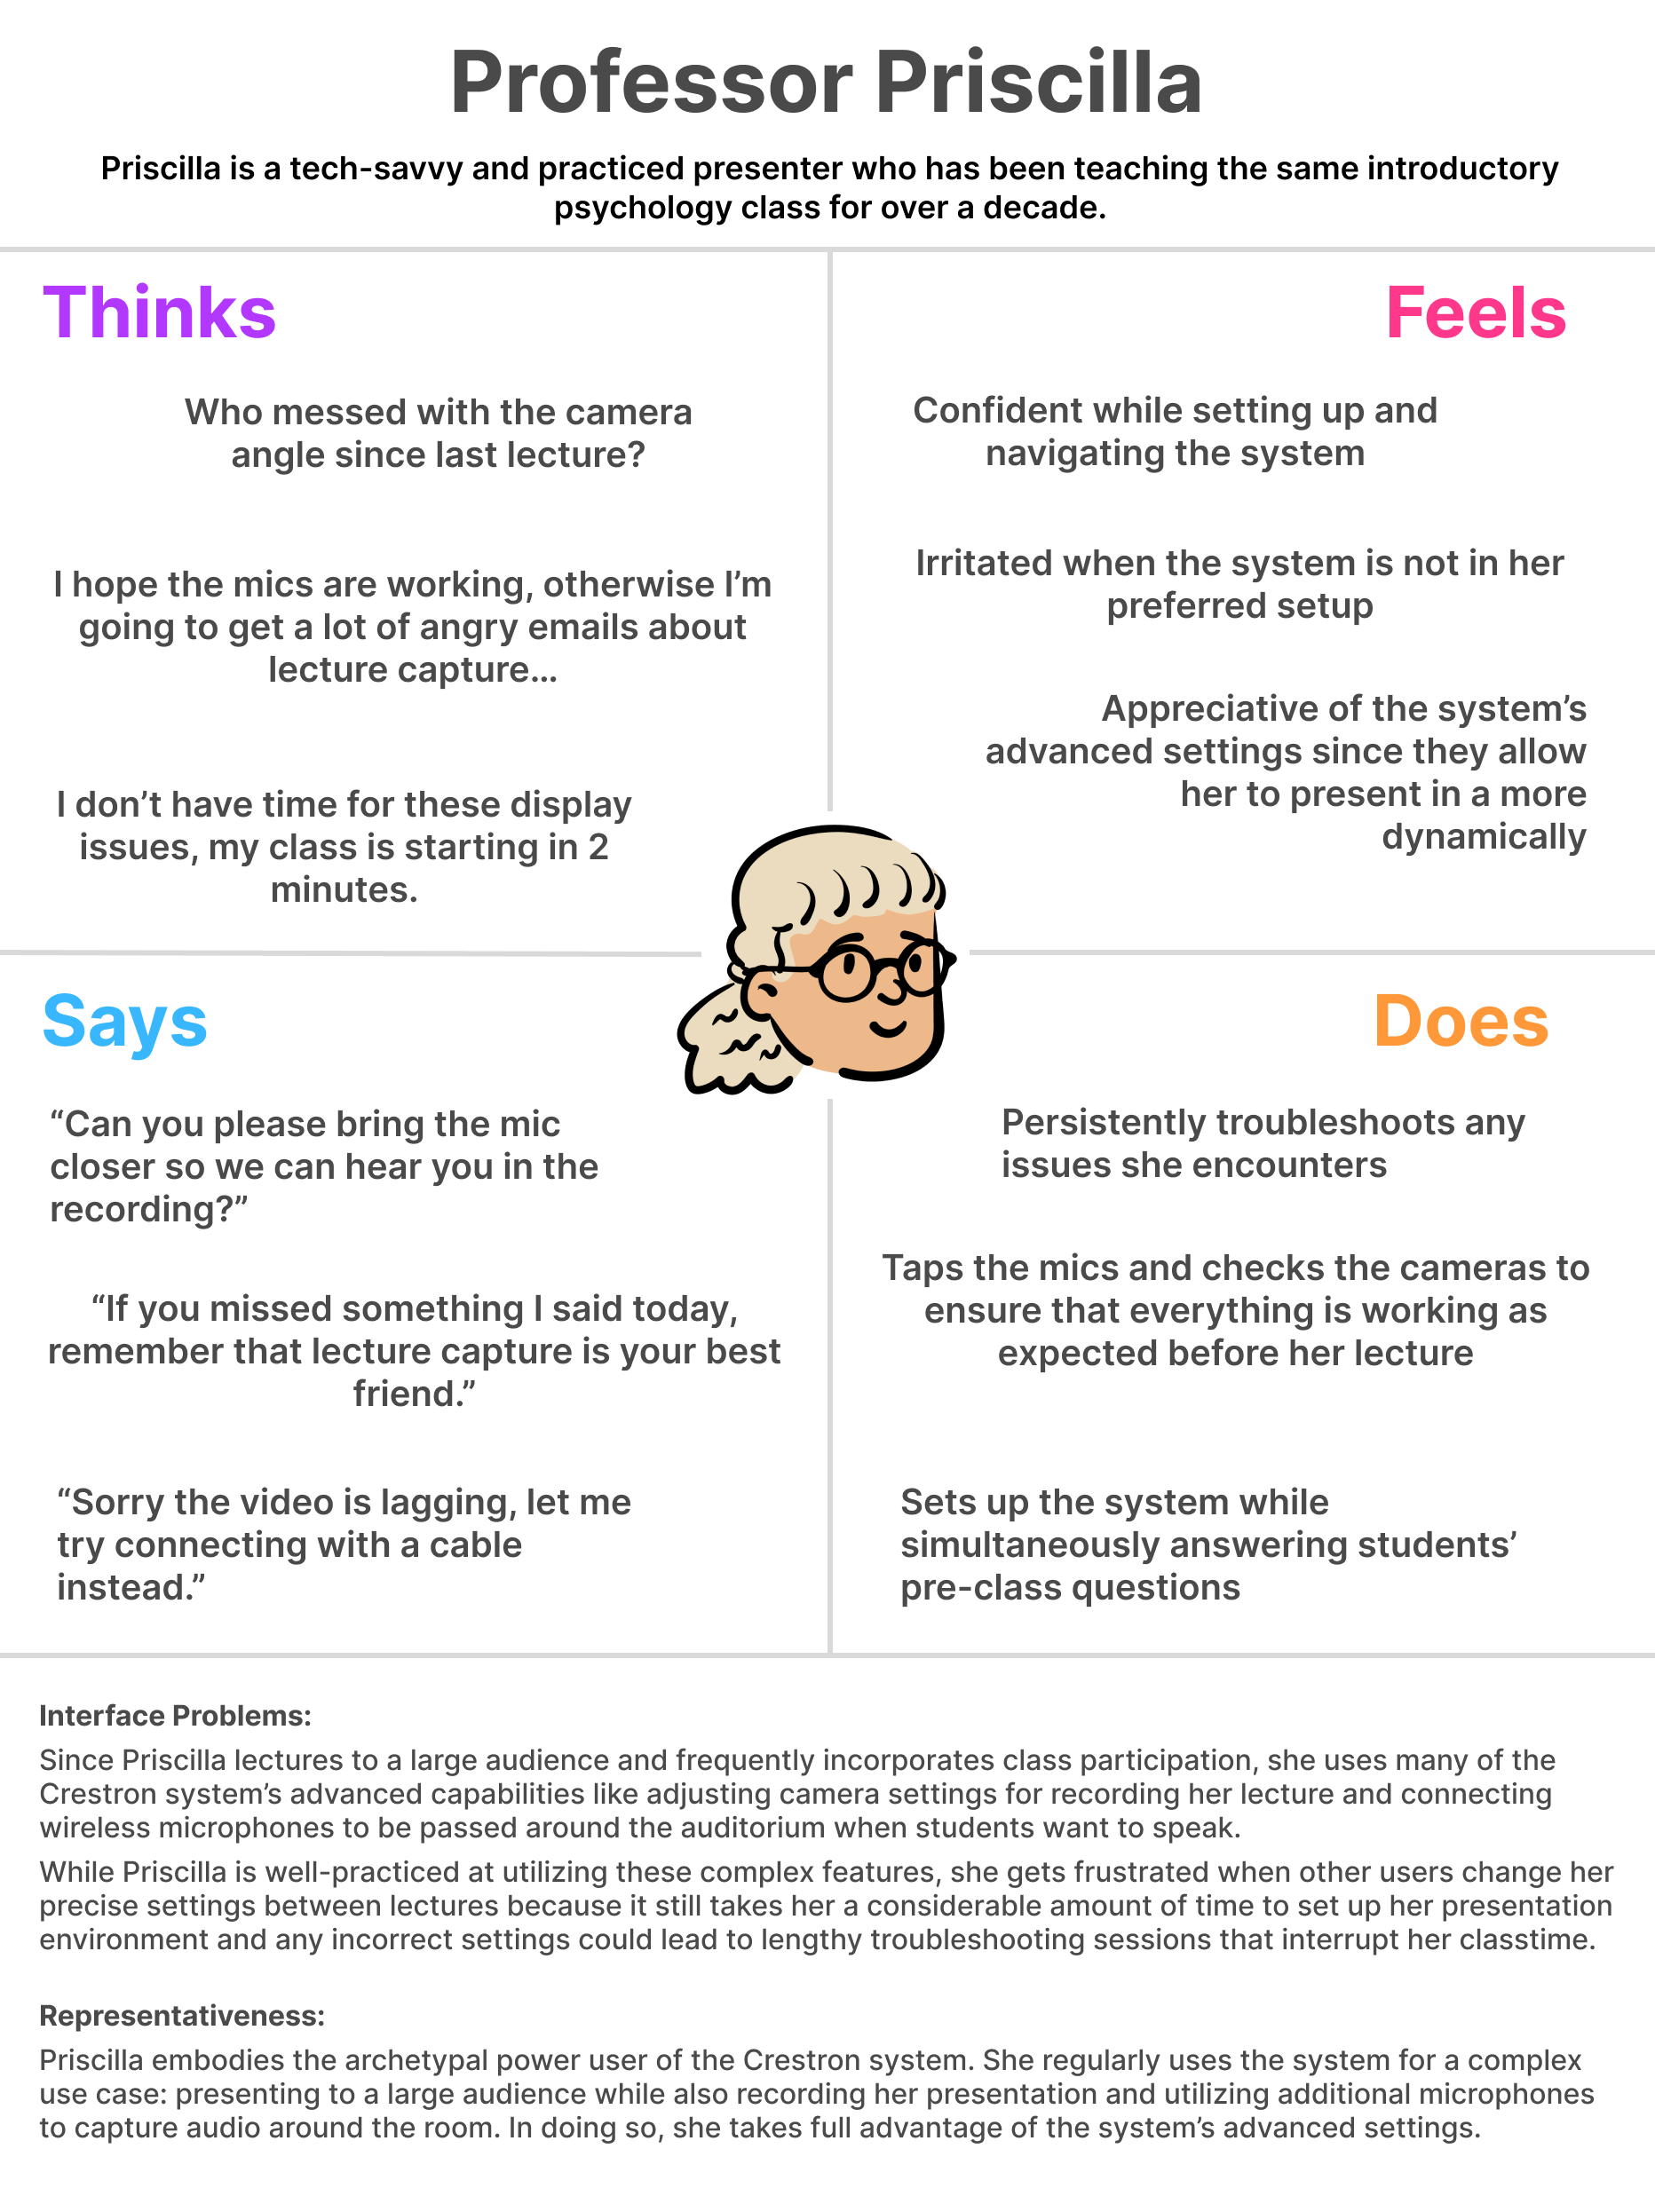 Professor Priscilla
Priscilla is a tech-savvy and practiced presenter who has been teaching the same introductory
psychology class for over a decade.
Thinks
Who messed with the camera
angle since last lecture?
I hope the mics are working, otherwise I’m
going to get a lot of angry emails about
lecture capture...
I don’t have time for these display
issues, my class is starting in 2
minutes.
Feels
Confident while setting up and
navigating the system
Irritated when the system is not in her
preferred setup
Appreciative of the system’s
advanced settings since they allow
her to present in a more
dynamically
Says
“Can you please bring the mic
closer so we can hear you in the
recording?”
“If you missed something I said today,
remember that lecture capture is your best
friend.”
“Sorry the video is lagging, let me
try connecting with a cable
instead.”
Does
Persistently troubleshoots any
issues she encounters
Taps the mics and checks the cameras to
ensure that everything is working as
expected before her lecture
Sets up the system while
simultaneously answering students’
pre-class questions
Interface Problems:
Since Priscilla lectures to a large audience and frequently incorporates class participation, she uses many of the
Crestron system’s advanced capabilities like adjusting camera settings for recording her lecture and connecting
wireless microphones to be passed around the auditorium when students want to speak.
While Priscilla is well-practiced at utilizing these complex features, she gets frustrated when other users change her
precise settings between lectures because it still takes her a considerable amount of time to set up her presentation
environment and any incorrect settings could lead to lengthy troubleshooting sessions that interrupt her classtime.
Representativeness:
Priscilla embodies the archetypal power user of the Crestron system. She regularly uses the system for a complex
use case: presenting to a large audience while also recording her presentation and utilizing additional microphones
to capture audio around the room. In doing so, she takes full advantage of the system’s advanced settings.